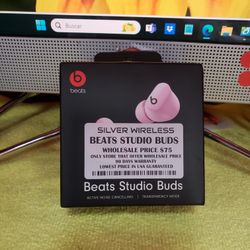 Buscar
beats
SILVER WIRELESS
BEATS STUDIO BUDS
WHOLESALE PRICE $75
ONLY STORE THAT OFFER WHOLESALE PRICE
90 DAYS WARRANTY
LOWEST PRICE IN USA GUARANTEED
Beats Studio Buds
ACTIVE NOISE CANCELLING | TRANSPARENCY MODE